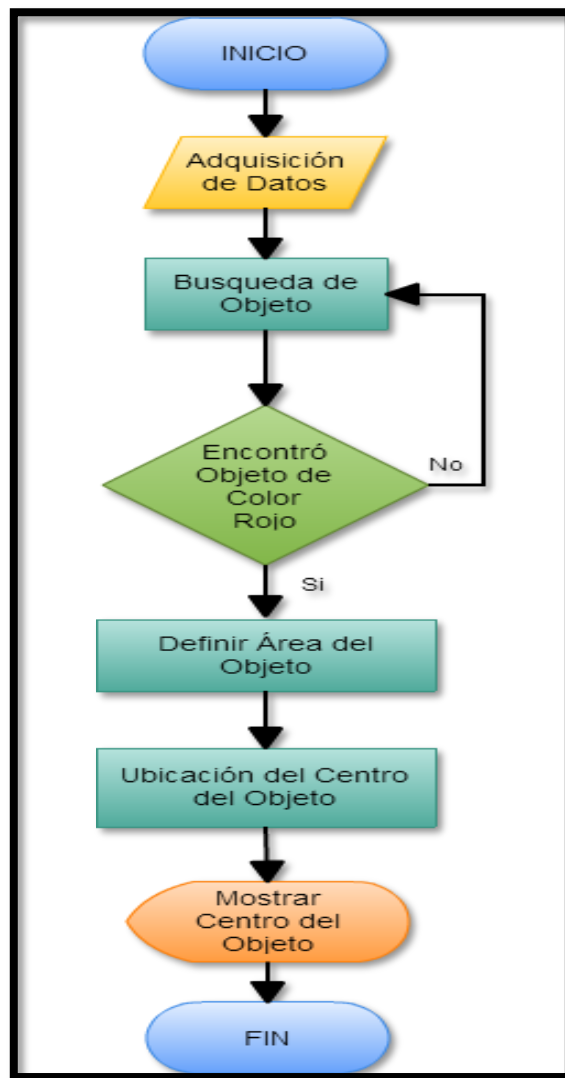 INICIO
Adquisición
de Datos
Busqueda de
Objeto
Encontró
Objeto de
Color
Rojo
No
Si
Definir Área del
Objeto
Ubicación del Centro
del Objeto
Mostrar
Centro del
Objeto
FIN